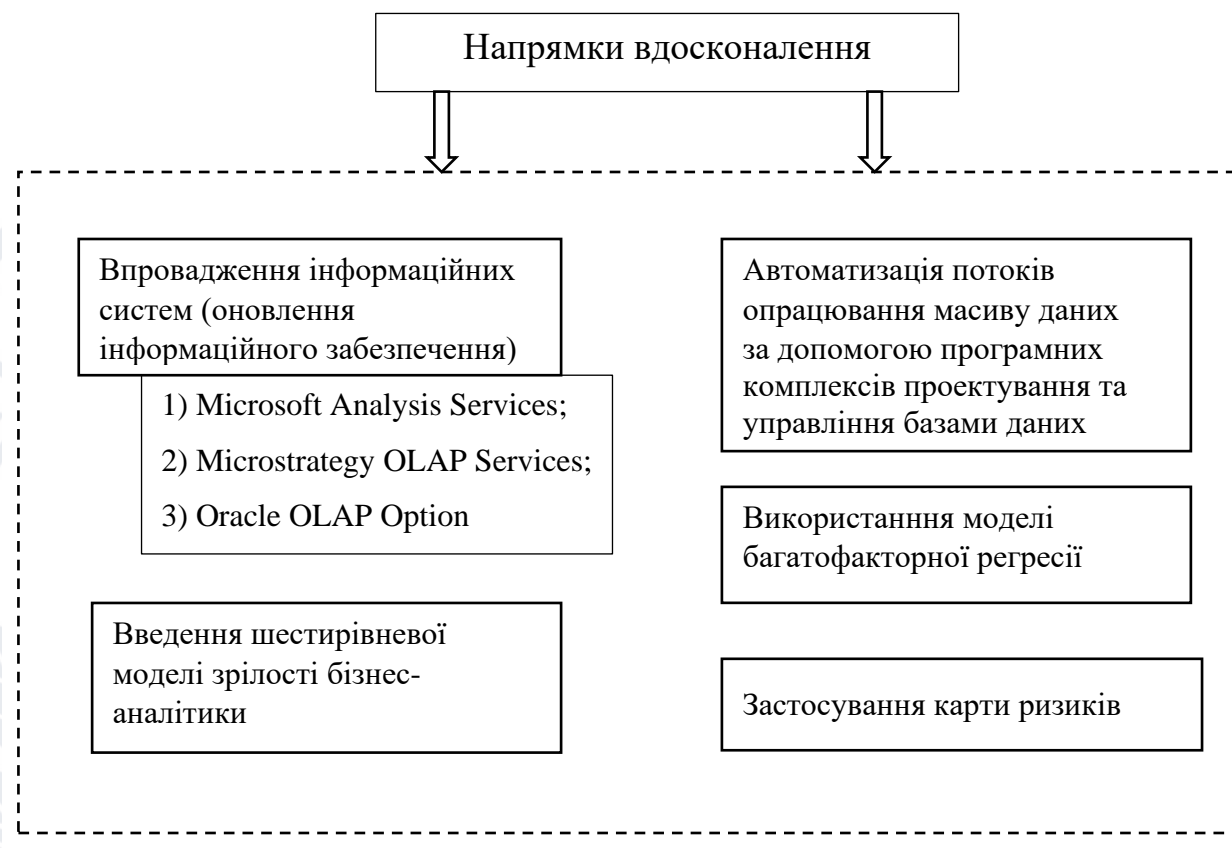 Напрямки вдосконалення
Впровадження інформаційних
систем (оновлення
інформаційного забезпечення)
1) Microsoft Analysis Services;
2) Microstrategy OLAP Services;
3) Oracle OLAP Option
Введення шестирівневої
моделі зрілості бізнес-
аналітики
Автоматизація потоків
опрацювання масиву даних
за допомогою програмних
комплексів проектування та
управління базами даних
Використанння моделі
багатофакторної регресії
Застосування карти ризиків